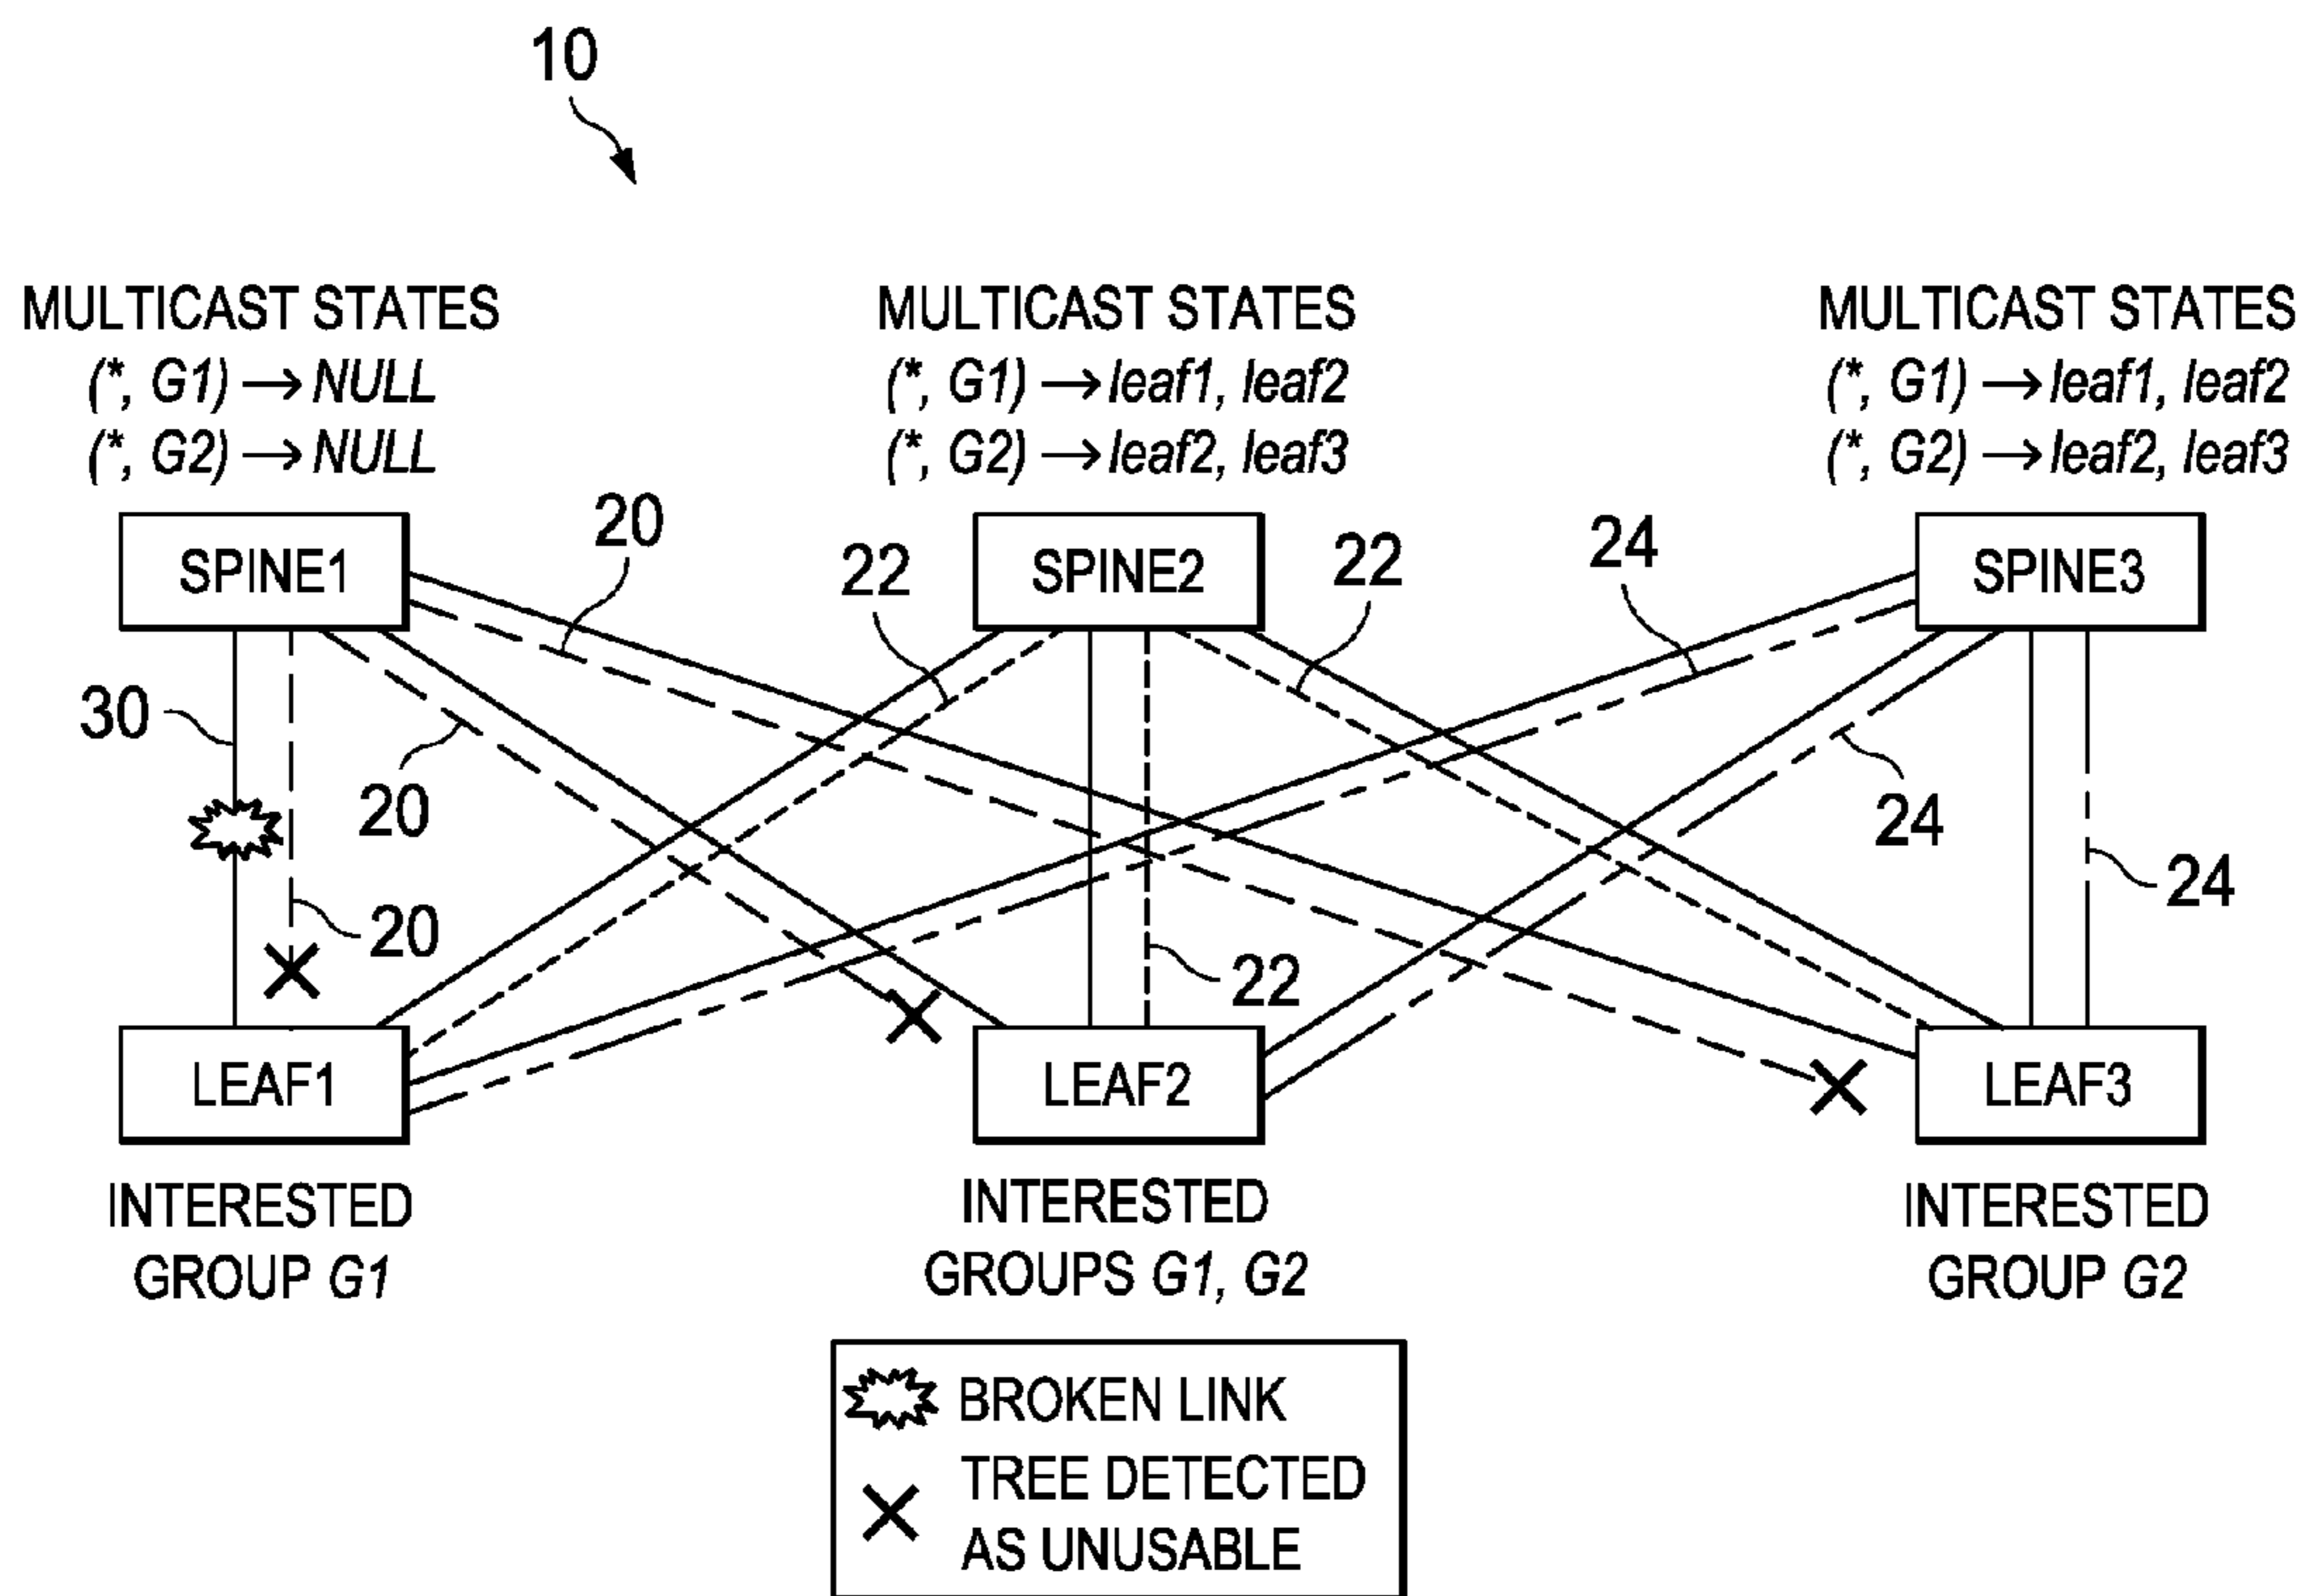 10
MULTICAST STATES
(*, G1) → NULL
(*, G2) → NULL
MULTICAST STATES
(*, G1) → leaf1, leaf2
(*, G2) → leaf2, leaf3
MULTICAST STATES
(*, G1) → leaf1, leaf2
(*, G2) → leaf2, leaf3
SPINE1
20
22
SPINE2
22
24
SPINE3
30
20
24
24
20
22
LEAF1
LEAF2
LEAF3
INTERESTED
GROUP G1
INTERESTED
GROUPS G1, G2
INTERESTED
GROUP G2
BROKEN LINK
TREE DETECTED
AS UNUSABLE